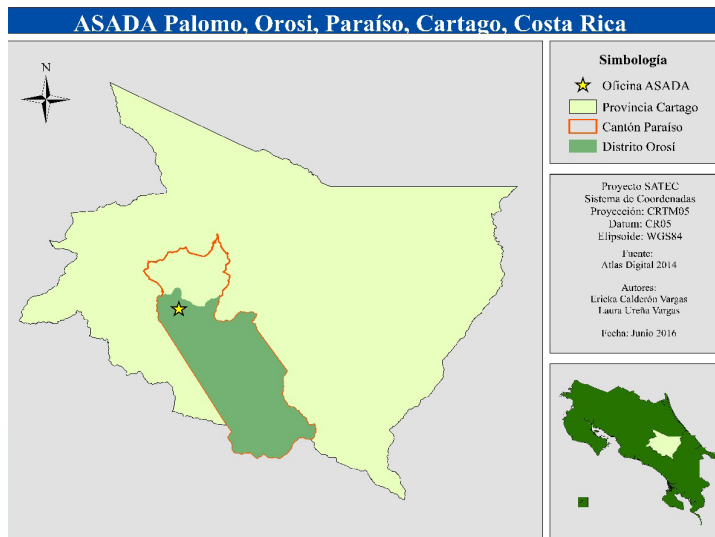 ASADA Palomo, Orosi, Paraíso, Cartago, Costa Rica
N
Simbología
Oficina ASADA
Provincia Cartago
Cantón Paraíso
Distrito Orosí
Proyecto SATEC
Sistema de Coordenadas
Proyección: CRTM05
Datum: CR05
Elipsoide: WGS84
Fuente:
Atlas Digital 2014
Autores:
Ericka Calderón Vargas
Laura Ureña Vargas
Fecha: Junio 2016